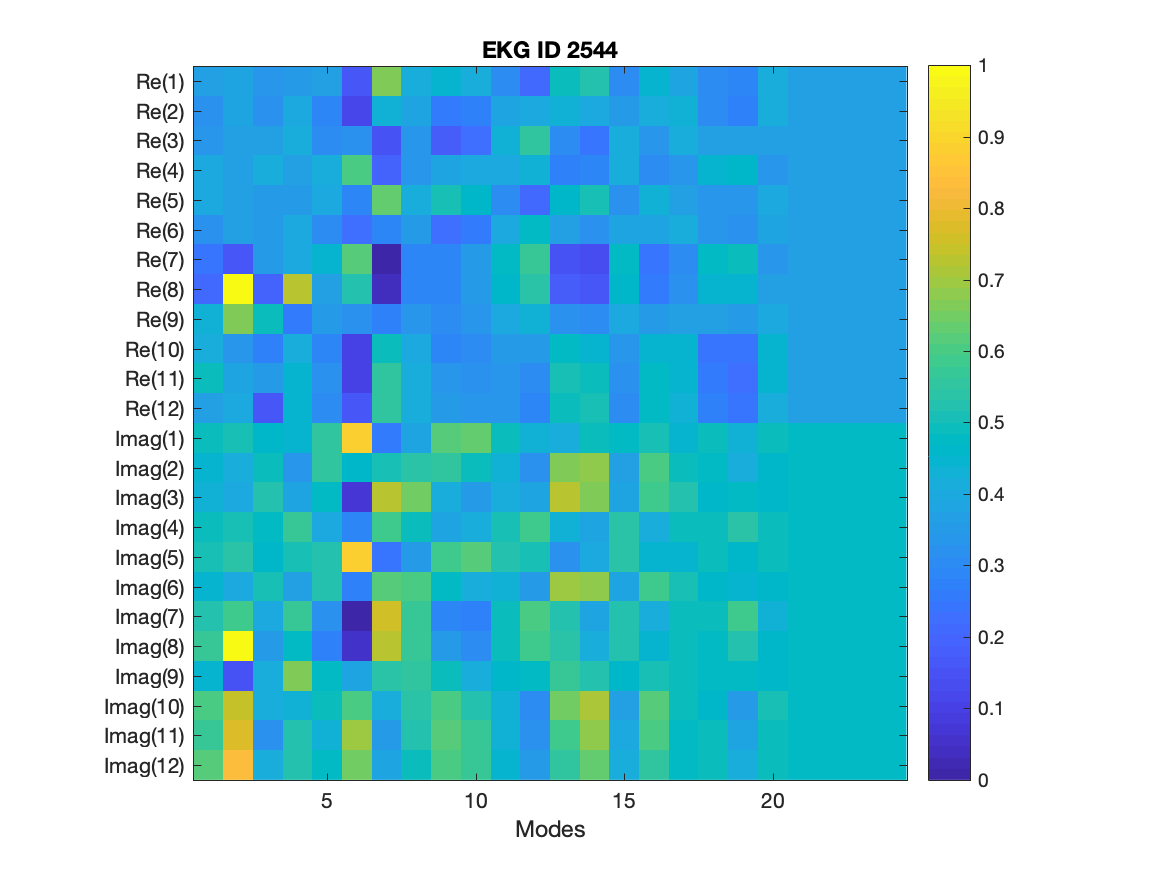 EKG ID 2544
Re(1)
Re(2)
Re(3)
Re(4)
Re(5)
Re(6)
Re(7)
Re(8)
Re(9)
Re(10)
Re(11)
Re(12)
Imag(1)
Imag(2)
Imag(3)
Imag(4)
Imag(5)
Imag(6)
Imag(7)
Imag(8)
Imag(9)
Imag(10)
Imag(11)
Imag(12)
5 10 15 20
Modes
1
0.9
0.8
0.7
0.6
0.5
0.4
0.3
0.2
0.1
0